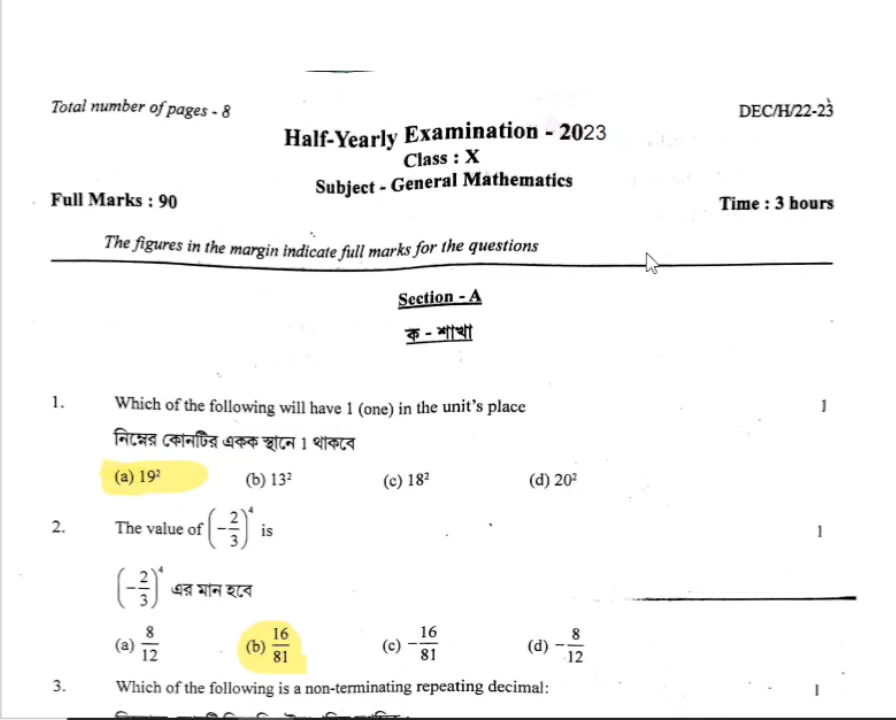 Total number of pages - 8
DEC/H/22-23
Half-Yearly Examination - 2023
Class : X
Subject - General Mathematics
Full Marks : 90
Time : 3 hours
The figures in the margin indicate full marks for the questions
Section - A
ক - শাখা
1. Which of the following will have 1 (one) in the unit's place 1
নিম্নের কোনটির একক স্থানে 1 থাকবে
(a) 19² (b) 13² (c) 18² (d) 20²
2. The value of (-2/3)⁴ is 1
(-2/3)⁴ এর মান হবে
(a) 8/12 (b) 16/81 (c) -16/81 (d) -8/12
3. Which of the following is a non-terminating repeating decimal: 1